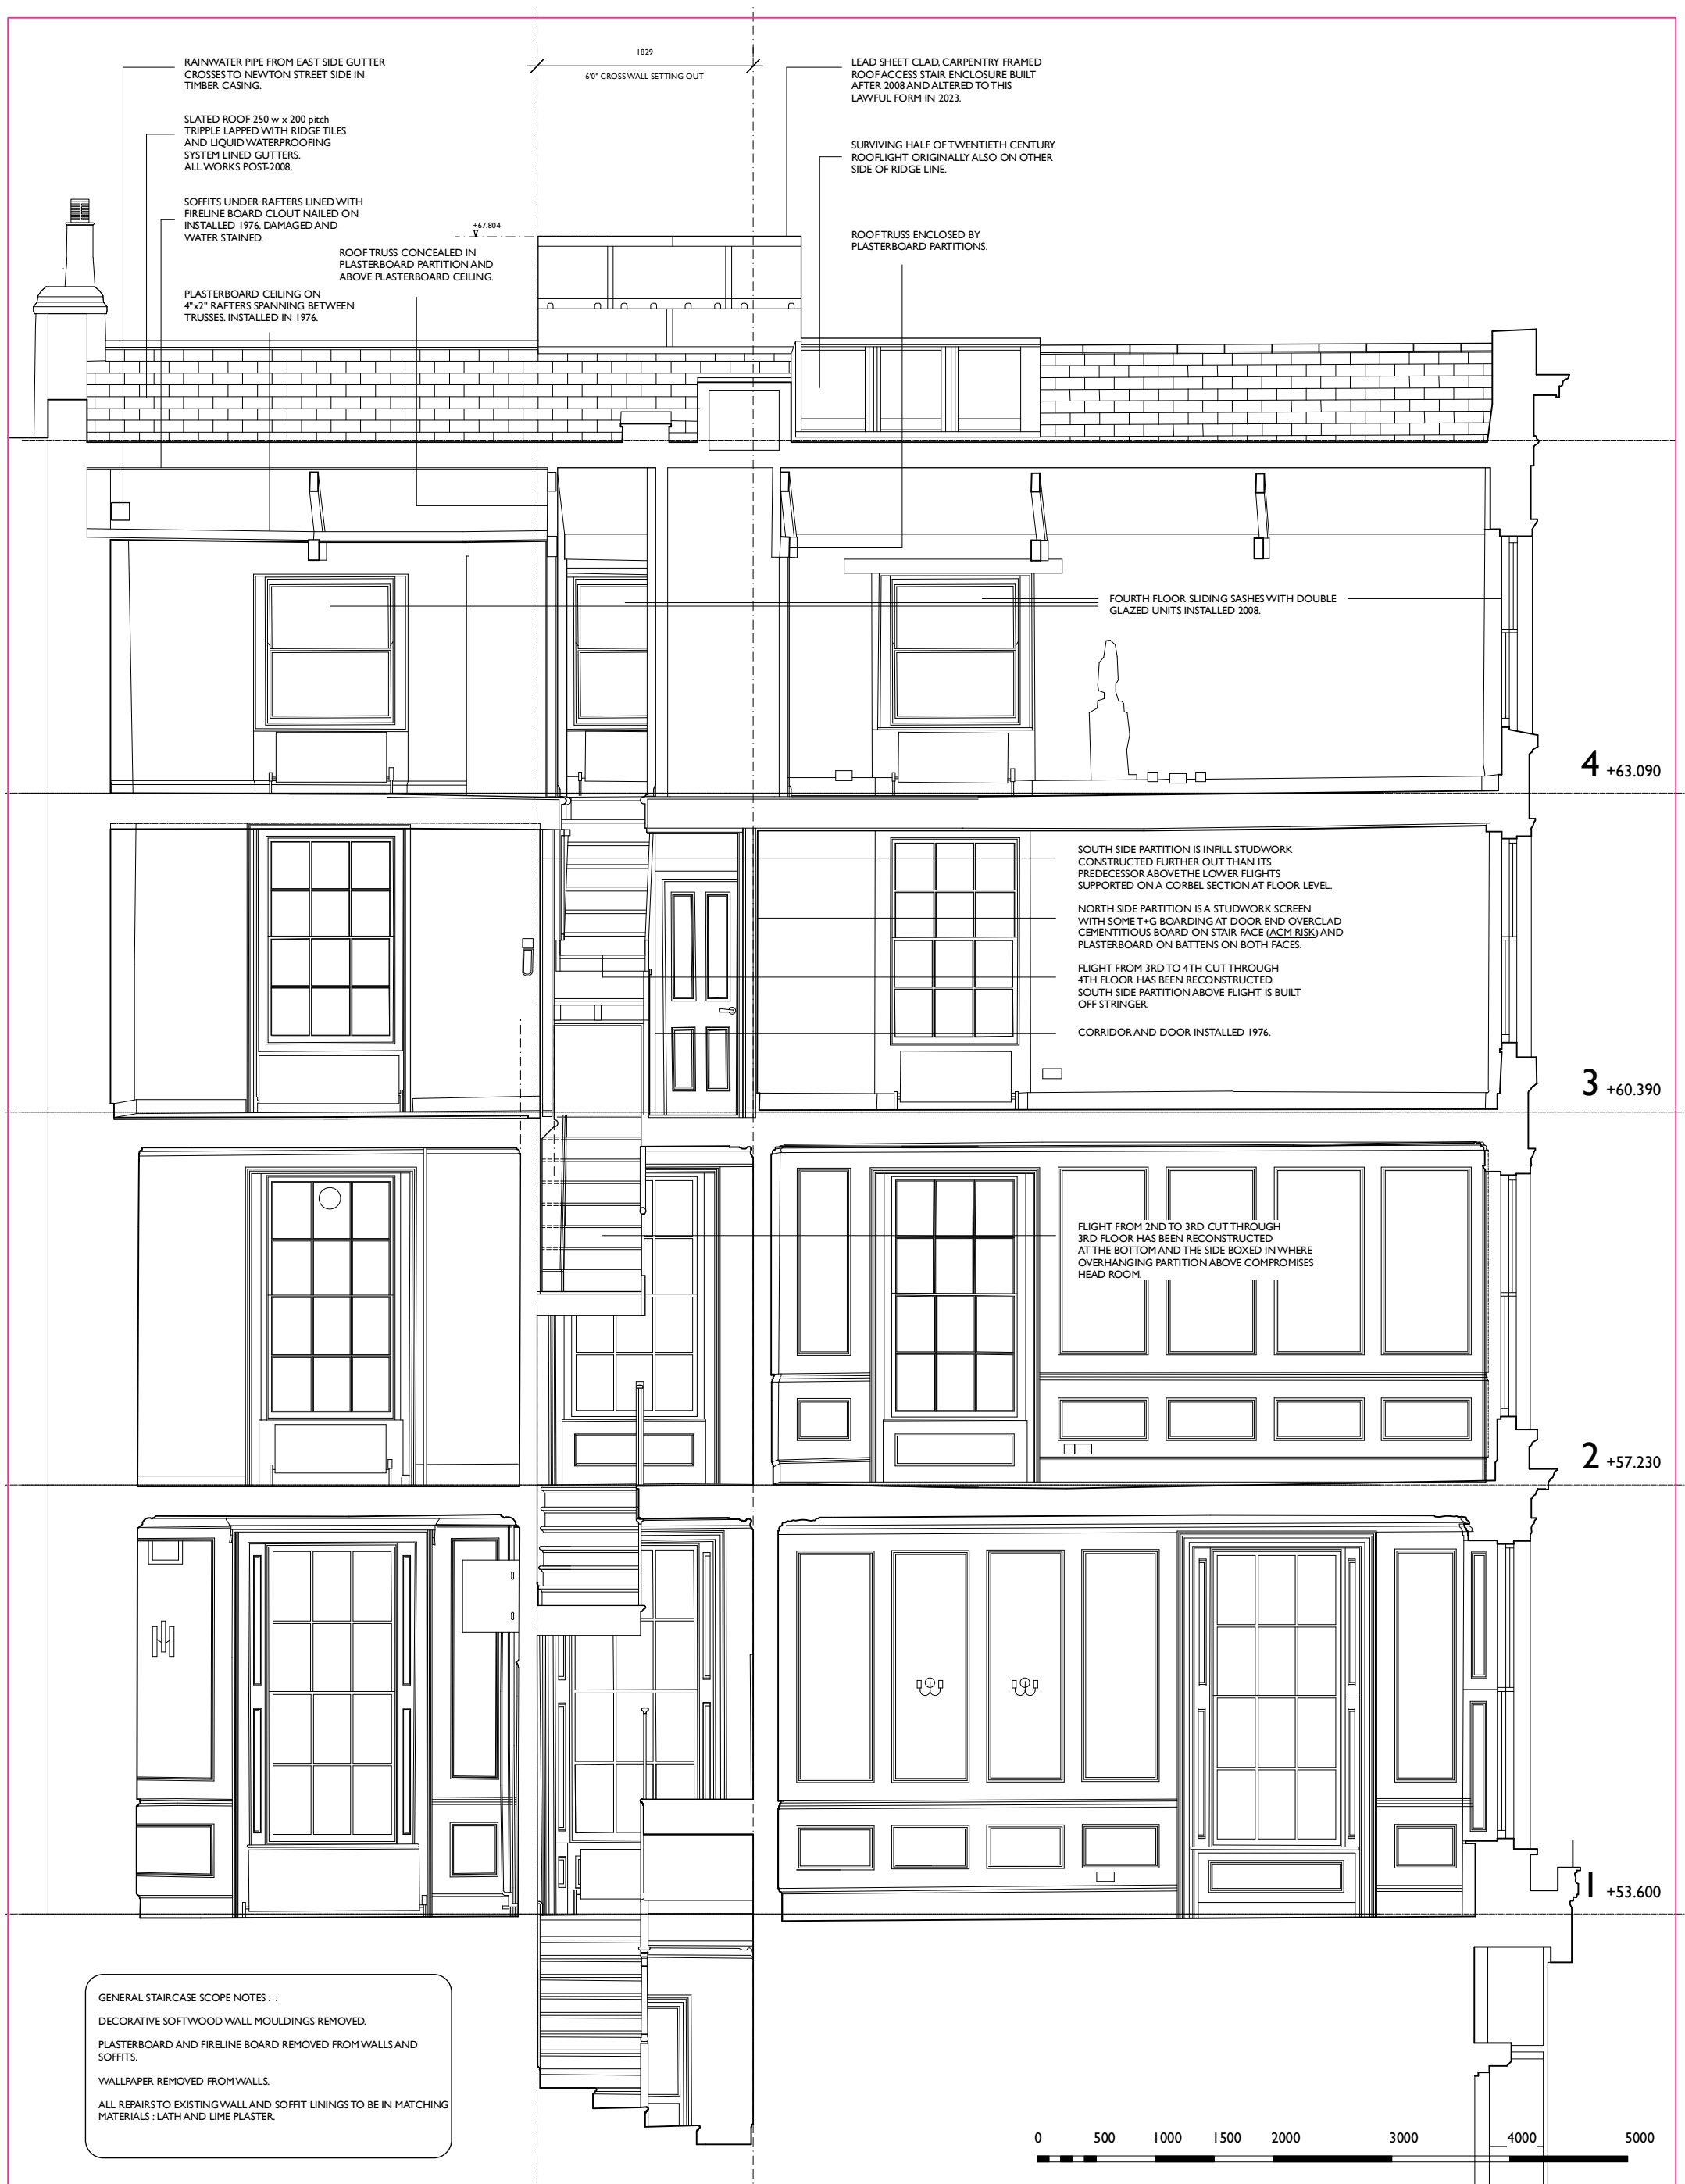 RAINWATER PIPE FROM EAST SIDE GUTTER
CROSSES TO NEWTON STREET SIDE IN
TIMBER CASING.
1829
6'0" CROSS WALL SETTING OUT
LEAD SHEET CLAD, CARPENTRY FRAMED
ROOF ACCESS STAIR ENCLOSURE BUILT
AFTER 2008 AND ALTERED TO THIS
LAWFUL FORM IN 2023.
SLATED ROOF 250 w x 200 pitch
TRIPPLE LAPPED WITH RIDGE TILES
AND LIQUID WATERPROOFING
SYSTEM LINED GUTTERS.
ALL WORKS POST-2008.
SURVIVING HALF OF TWENTIETH CENTURY
ROOFLIGHT ORIGINALLY ALSO ON OTHER
SIDE OF RIDGE LINE.
SOFFITS UNDER RAFTERS LINED WITH
FIRELINE BOARD CLOUT NAILED ON
INSTALLED 1976. DAMAGED AND
WATER STAINED.
+67.804
ROOF TRUSS CONCEALED IN
PLASTERBOARD PARTITION AND
ABOVE PLASTERBOARD CEILING.
ROOF TRUSS ENCLOSED BY
PLASTERBOARD PARTITIONS.
PLASTERBOARD CEILING ON
4"x2" RAFTERS SPANNING BETWEEN
TRUSSES. INSTALLED IN 1976.
FOURTH FLOOR SLIDING SASHES WITH DOUBLE
GLAZED UNITS INSTALLED 2008.
4 +63.090
SOUTH SIDE PARTITION IS INFILL STUDWORK
CONSTRUCTED FURTHER OUT THAN ITS
PREDECESSOR ABOVE THE LOWER FLIGHTS
SUPPORTED ON A CORBEL SECTION AT FLOOR LEVEL.
NORTH SIDE PARTITION IS A STUDWORK SCREEN
WITH SOME T+G BOARDING AT DOOR END OVERCLAD
CEMENTITIOUS BOARD ON STAIR FACE (ACM RISK) AND
PLASTERBOARD ON BATTENS ON BOTH FACES.
FLIGHT FROM 3RD TO 4TH CUT THROUGH
4TH FLOOR HAS BEEN RECONSTRUCTED.
SOUTH SIDE PARTITION ABOVE FLIGHT IS BUILT
OFF STRINGER.
CORRIDOR AND DOOR INSTALLED 1976.
3 +60.390
FLIGHT FROM 2ND TO 3RD CUT THROUGH
3RD FLOOR HAS BEEN RECONSTRUCTED
AT THE BOTTOM AND THE SIDE BOXED IN WHERE
OVERHANGING PARTITION ABOVE COMPROMISES
HEAD ROOM.
2 +57.230
1 +53.600
GENERAL STAIRCASE SCOPE NOTES : :
DECORATIVE SOFTWOOD WALL MOULDINGS REMOVED.
PLASTERBOARD AND FIRELINE BOARD REMOVED FROM WALLS AND
SOFFITS.
WALLPAPER REMOVED FROM WALLS.
ALL REPAIRS TO EXISTING WALL AND SOFFIT LININGS TO BE IN MATCHING
MATERIALS : LATH AND LIME PLASTER.
0 500 1000 1500 2000 3000 4000 5000